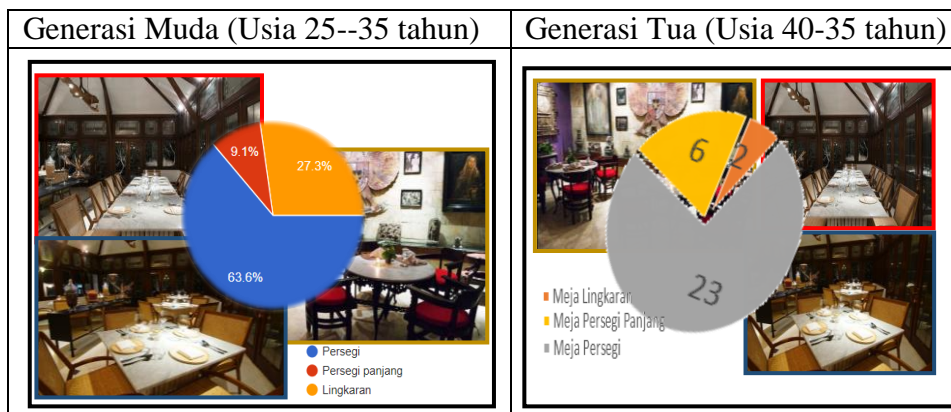 Generasi Muda (Usia 25--35 tahun)
Generasi Tua (Usia 40-35 tahun)
9.1%
27.3%
63.6%
Persegi
Persegi panjang
Lingkaran
6
2
23
Meja Lingkaran
Meja Persegi Panjang
Meja Persegi